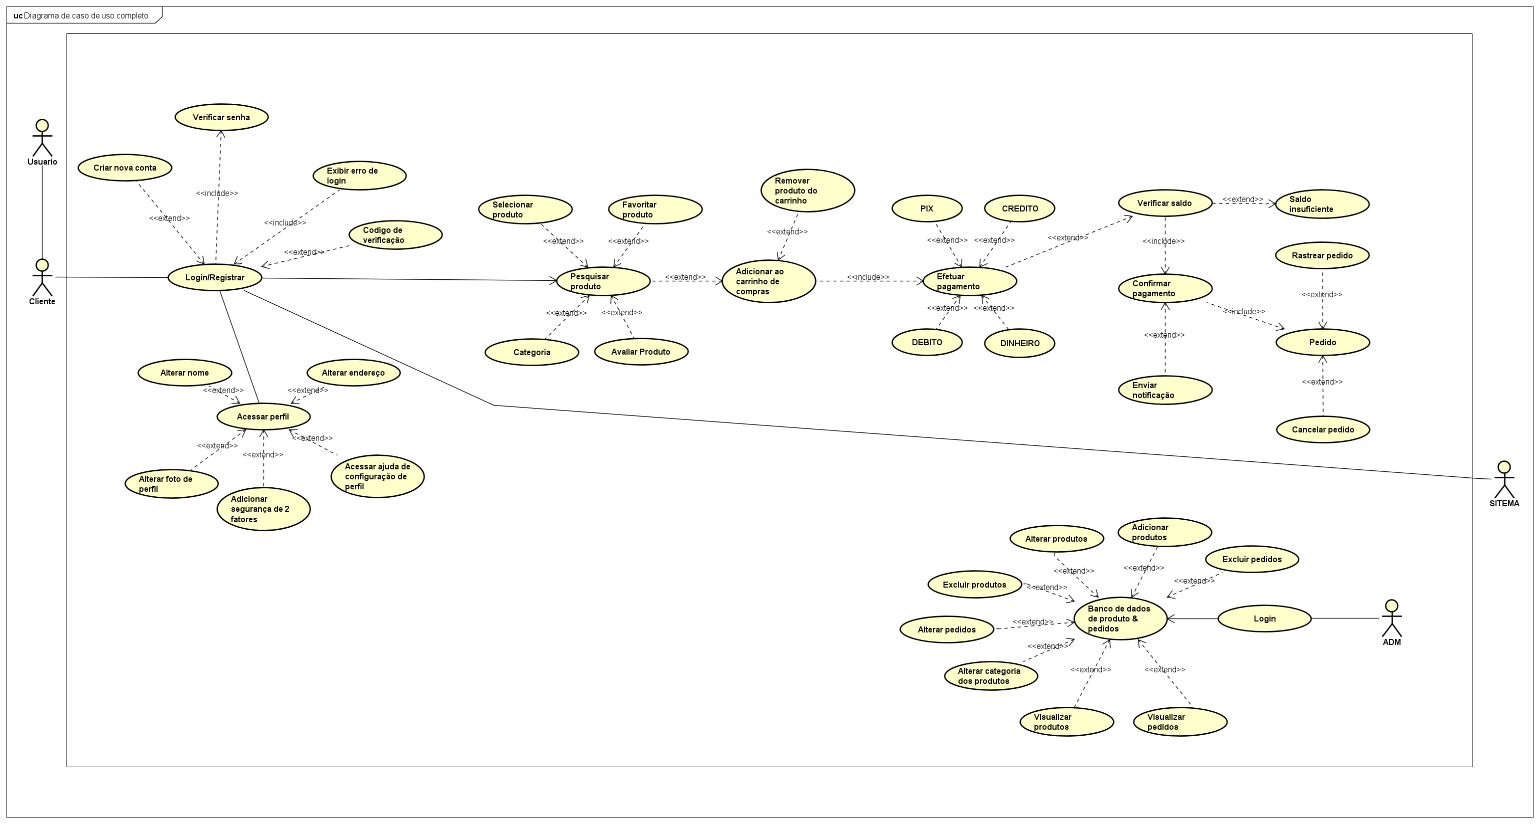 uc Diagrama de caso de uso completo
Verificar senha
Usuario
Criar nova conta
Exibir erro de
login
<<include>>
<<extend>>
<<include>>
Codigo de
verificação
<<extend>>
Cliente
Login/Registrar
Selecionar
produto
Favoritar
produto
<<extend>>
<<extend>>
Pesquisar
produto
<<extend>>
<<extend>>
<<extend>>
Categoria
Avaliar Produto
Remover
produto do
carrinho
<<extend>>
Adicionar ao
carrinho de
compras
<<include>>
PIX
CREDITO
<<extend>>
<<extend>>
Efetuar
pagamento
<<extend>>
<<extend>>
DEBITO
DINHEIRO
<<extend>>
Verificar saldo
<<extend>>
Saldo
insuficiente
<<include>>
Confirmar
pagamento
<<include>>
Rastrear pedido
<<extend>>
Pedido
<<extend>>
Enviar
notificação
<<extend>>
Cancelar pedido
Alterar nome
Alterar endereço
<<extend>>
<<extend>>
Acessar perfil
<<extend>>
<<extend>>
<<extend>>
Alterar foto de
perfil
Adicionar
segurança de 2
fatores
Acessar ajuda de
configuração de
perfil
SITEMA
Alterar produtos
Adicionar
produtos
Excluir pedidos
<<extend>>
<<extend>>
<<extend>>
Excluir produtos
<<extend>>
Banco de dados
de produto &
pedidos
Login
ADM
Alterar pedidos
<<extend>>
<<extend>>
Alterar categoria
dos produtos
<<extend>>
<<extend>>
Visualizar
produtos
Visualizar
pedidos